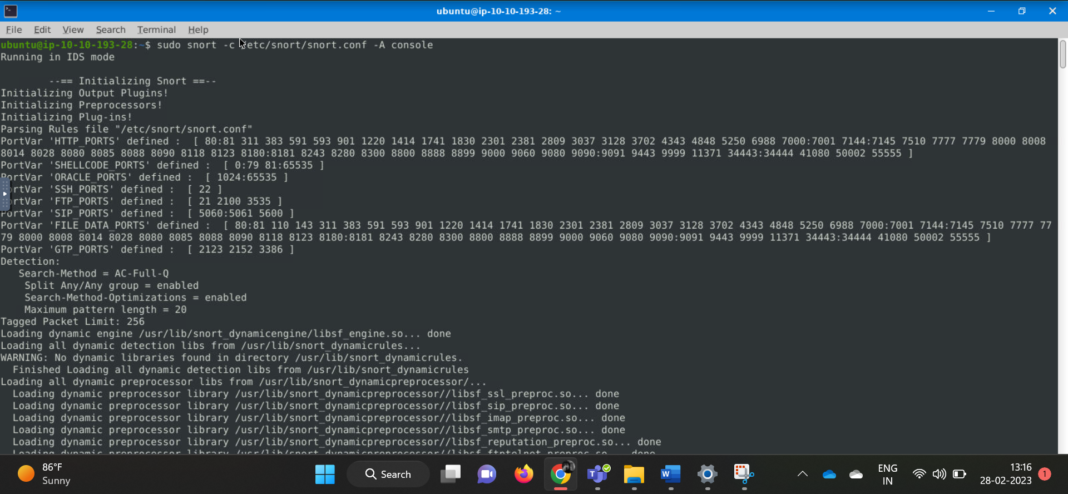 ubuntu@ip-10-10-193-28: ~
File Edit View Search Terminal Help
ubuntu@ip-10-10-193-28:~$ sudo snort -c /etc/snort/snort.conf -A console
Running in IDS mode
--== Initializing Snort ==--
Initializing Output Plugins!
Initializing Preprocessors!
Initializing Plug-ins!
Parsing Rules file "/etc/snort/snort.conf"
PortVar 'HTTP_PORTS' defined :  [ 80:81 311 383 591 593 901 1220 1414 1741 1830 2301 2381 2809 3037 3128 3702 4343 4848 5250 6988 7000:7001 7144:7145 7510 7777 7779 8000 8008
8014 8028 8080 8085 8088 8090 8118 8123 8180:8181 8243 8280 8300 8800 8888 8899 9000 9060 9080 9090:9091 9443 9999 11371 34443:34444 41080 50002 55555 ]
PortVar 'SHELLCODE_PORTS' defined :  [ 0:79 81:65535 ]
PortVar 'ORACLE_PORTS' defined :  [ 1024:65535 ]
PortVar 'SSH_PORTS' defined :  [ 22 ]
PortVar 'FTP_PORTS' defined :  [ 21 2100 3535 ]
PortVar 'SIP_PORTS' defined :  [ 5060:5061 5600 ]
PortVar 'FILE_DATA_PORTS' defined :  [ 80:81 110 143 311 383 591 593 901 1220 1414 1741 1830 2301 2381 2809 3037 3128 3702 4343 4848 5250 6988 7000:7001 7144:7145 7510 7777 77
79 8000 8008 8014 8028 8080 8085 8088 8090 8118 8123 8180:8181 8243 8280 8300 8800 8888 8899 9000 9060 9080 9090:9091 9443 9999 11371 34443:34444 41080 50002 55555 ]
PortVar 'GTP_PORTS' defined :  [ 2123 2152 3386 ]
Detection:
Search-Method = AC-Full-Q
Split Any/Any group = enabled
Search-Method-Optimizations = enabled
Maximum pattern length = 20
Tagged Packet Limit: 256
Loading dynamic engine /usr/lib/snort_dynamicengine/libsf_engine.so... done
Loading all dynamic detection libs from /usr/lib/snort_dynamicrules...
WARNING: No dynamic libraries found in directory /usr/lib/snort_dynamicrules.
Finished Loading all dynamic detection libs from /usr/lib/snort_dynamicrules
Loading all dynamic preprocessor libs from /usr/lib/snort_dynamicpreprocessor/...
Loading dynamic preprocessor library /usr/lib/snort_dynamicpreprocessor//libsf_ssl_preproc.so... done
Loading dynamic preprocessor library /usr/lib/snort_dynamicpreprocessor//libsf_sip_preproc.so... done
Loading dynamic preprocessor library /usr/lib/snort_dynamicpreprocessor//libsf_imap_preproc.so... done
Loading dynamic preprocessor library /usr/lib/snort_dynamicpreprocessor//libsf_smtp_preproc.so... done
Loading dynamic preprocessor library /usr/lib/snort_dynamicpreprocessor//libsf_reputation_preproc.so... done
Loading dynamic preprocessor library /usr/lib/snort_dynamicpreprocessor//libsf_ftptelnet_preproc.so... done
86°F
Sunny
Search
ENG
IN
13:16
28-02-2023
1